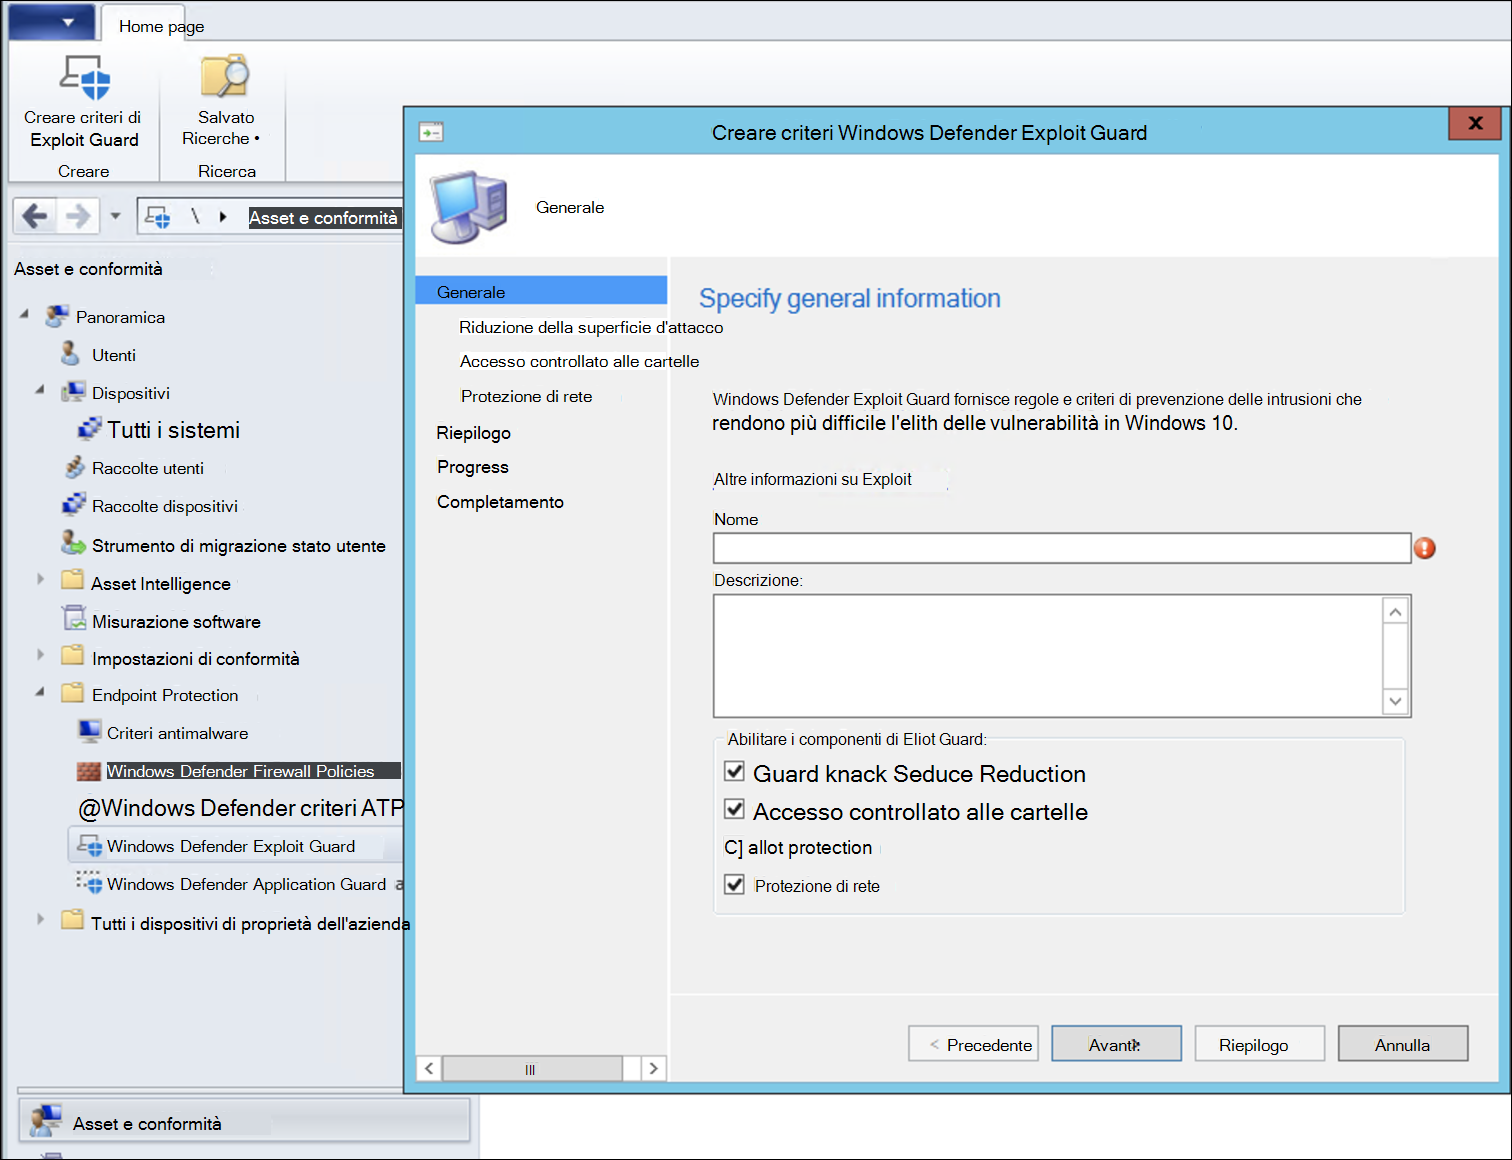 Home page
Creare criteri di
Exploit Guard
Creare
Salvato
Ricerche •
Ricerca
\
Asset e conformità
Asset e conformità
Panoramica
Utenti
Dispositivi
Tutti i sistemi
Raccolte utenti
Raccolte dispositivi
Strumento di migrazione stato utente
Asset Intelligence
Misurazione software
Impostazioni di conformità
Endpoint Protection
Criteri antimalware
Windows Defender Firewall Policies
@Windows Defender criteri ATP
Windows Defender Exploit Guard
Windows Defender Application Guard a
Tutti i dispositivi di proprietà dell'azienda
Asset e conformità
Creare criteri Windows Defender Exploit Guard
x
Generale
Generale
Riduzione della superficie d'attacco
Accesso controllato alle cartelle
Protezione di rete
Riepilogo
Progress
Completamento
Specify general information
Windows Defender Exploit Guard fornisce regole e criteri di prevenzione delle intrusioni che
rendono più difficile l'elith delle vulnerabilità in Windows 10.
Altre informazioni su Exploit
Nome
Descrizione:
Abilitare i componenti di Eliot Guard:
Guard knack Seduce Reduction
Accesso controllato alle cartelle
C] allot protection
Protezione di rete
< Precedente
Avanti>
Riepilogo
Annulla